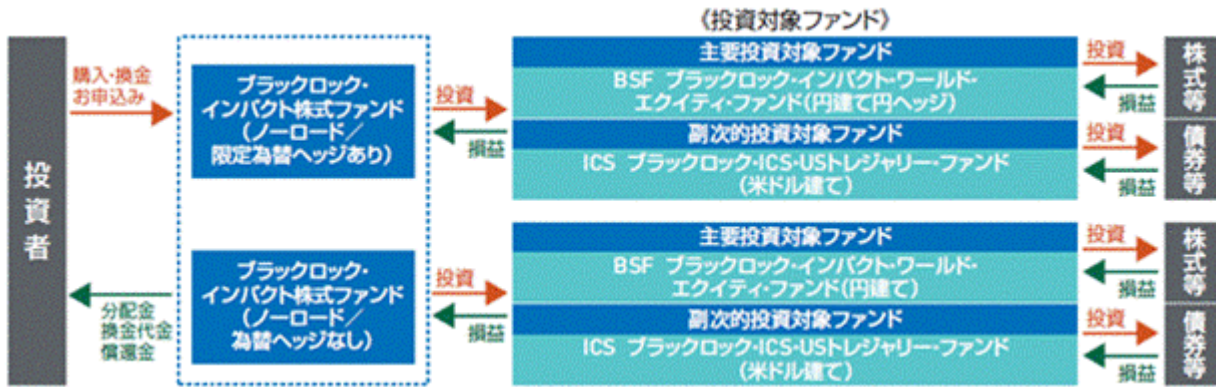 《投資対象ファンド》
投資者
購入・換金
お申込み
分配金
換金代金
償還金
ブラックロック・
インパクト株式ファンド
(ノーロード/
限定為替ヘッジあり)
投資
損益
主要投資対象ファンド
BSF ブラックロック・インパクト・ワールド・
エクイティ・ファンド(円建て円ヘッジ)
投資
損益
株式等
副次的投資対象ファンド
ICS ブラックロック・ICS・USトレジャリー・ファンド
(米ドル建て)
投資
損益
債券等
ブラックロック・
インパクト株式ファンド
(ノーロード/
為替ヘッジなし)
投資
損益
主要投資対象ファンド
BSF ブラックロック・インパクト・ワールド・
エクイティ・ファンド(円建て)
投資
損益
株式等
副次的投資対象ファンド
ICS ブラックロック・ICS・USトレジャリー・ファンド
(米ドル建て)
投資
損益
債券等